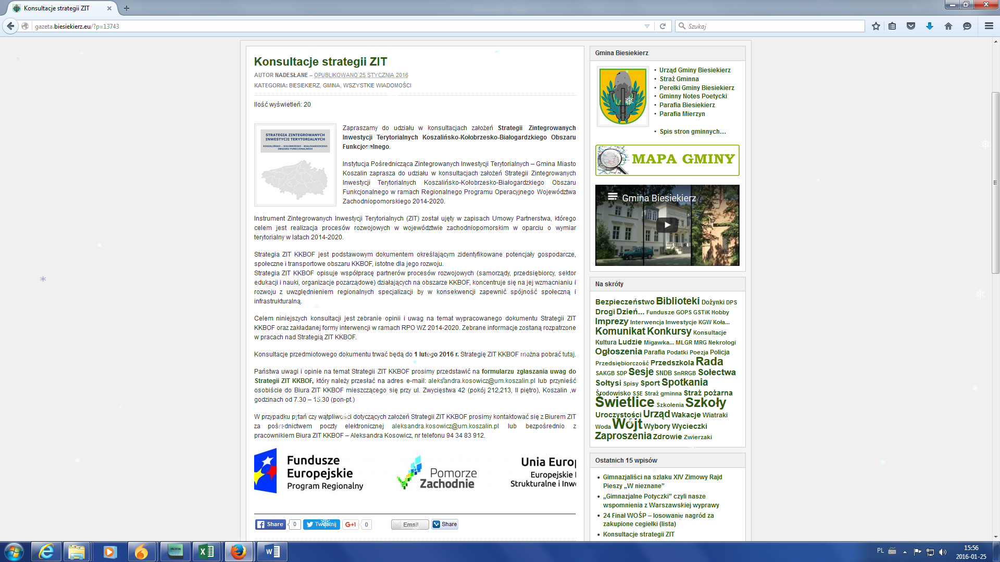 Konsultacje strategii ZIT
gazeta.biesiekierz.eu/?p=13743
Szukaj
Konsultacje strategii ZIT
AUTOR NADESŁANE – OPUBLIKOWANO 25 STYCZNIA 2016
KATEGORIA: BIESIEKIERZ, GMINA, WSZYSTKIE WIADOMOŚCI
Ilość wyświetleń: 20
STRATEGIA ZINTEGROWANYCH
INWESTYCJI TERYTORIALNYCH
KOSZALIŃSKO - KOŁOBRZESKO - BIAŁOGARDZKIEGO
OBSZARU FUNKCJONALNEGO
Zapraszamy do udziału w konsultacjach założeń Strategii Zintegrowanych
Inwestycji Terytorialnych Koszalińsko-Kołobrzesko-Białogardzkiego Obszaru
Funkcjonalnego.
Instytucja Pośrednicząca Zintegrowanych Inwestycji Terytorialnych – Gmina Miasto
Koszalin zaprasza do udziału w konsultacjach założeń Strategii Zintegrowanych
Inwestycji Terytorialnych Koszalińsko-Kołobrzesko-Białogardzkiego Obszaru
Funkcjonalnego w ramach Regionalnego Programu Operacyjnego Województwa
Zachodniopomorskiego 2014-2020.
Instrument Zintegrowanych Inwestycji Terytorialnych (ZIT) został ujęty w zapisach Umowy Partnerstwa, którego
celem jest realizacja procesów rozwojowych w województwie zachodniopomorskim w oparciu o wymiar
terytorialny w latach 2014-2020.
Strategia ZIT KKBOF jest podstawowym dokumentem określającym zidentyfikowane potencjały gospodarcze,
społeczne i transportowe obszaru KKBOF, istotne dla jego rozwoju.
Strategia ZIT KKBOF opisuje współpracę partnerów procesów rozwojowych (samorządy, przedsiębiorcy, sektor
edukacji i nauki, organizacje pozarządowe) działających na obszarze KKBOF, koncentruje się na jej wzmacnianiu i
rozwoju z uwzględnieniem regionalnych specjalizacji by w konsekwencji zapewnić spójność społeczną i
infrastrukturalną.
Celem niniejszych konsultacji jest zebranie opinii i uwag na temat wypracowanego dokumentu Strategii ZIT
KKBOF oraz zakładanej formy interwencji w ramach RPO WZ 2014-2020. Zebrane informacje zostaną rozpatrzone
w pracach nad Strategią ZIT KKBOF.
Konsultacje przedmiotowego dokumentu trwać będą do 1 lutego 2016 r. Strategię ZIT KKBOF można pobrać tutaj.
Państwa uwagi i opinie na temat Strategii ZIT KKBOF prosimy przedstawić na formularzu zgłaszania uwag do
Strategii ZIT KKBOF, który należy przesłać na adres e-mail: aleksandra.kosowicz@um.koszalin.pl lub przynieść
osobiście do Biura ZIT KKBOF mieszczącego się przy ul. Zwycięstwa 42 (pokój 212,213, II piętro), Koszalin ,w
godzinach od 7.30 – 15.30 (pon-pt.)
W przypadku pytań czy wątpliwości dotyczących założeń Strategii ZIT KKBOF prosimy kontaktować się z Biurem ZIT
za pośrednictwem poczty elektronicznej aleksandra.kosowicz@um.koszalin.pl lub bezpośrednio z
pracownikiem Biura ZIT KKBOF – Aleksandra Kosowicz, nr telefonu 94 34 83 912.
Fundusze
Europejskie
Program Regionalny
Pomorze
Zachodnie
Unia Europ
Europejskie
Strukturalne i Inwe
Share 0 Tweetnij G+1 0 Email Share
Gmina Biesiekierz
• Urząd Gminy Biesiekierz
• Straż Gminna
• Perełki Gminy Biesiekierz
• Gminny Notes Poetycki
• Parafia Biesiekierz
• Parafia Mierzyn
• Spis stron gminnych…
MAPA GMINY
Gmina Biesiekierz
Na skróty
Bezpieczeństwo Biblioteki Dożynki DPS
Drogi Dzień... Fundusze GOPS GSTiK Hobby
Imprezy Interwencja Inwestycje KGW Koła...
Komunikat Konkursy Konsultacje
Kultura Ludzie Migawka... MLGR MRG Nekrologi
Ogłoszenia Parafia Podatki Poezja Policja
Przedsiębiorczość Przedszkola Rada
SAKGB SDP Sesje SNDB SnRRGB Sołectwa
Sołtysi Spisy Sport Spotkania
Środowisko SSE Straż gminna Straż pożarna
Świetlice Szkolenia Szkoły
Uroczystości Urząd Wakacje Wiatraki
Woda Wójt Wybory Wycieczki
Zaproszenia Zdrowie Zwierzaki
Ostatnich 15 wpisów
• Gimnazjaliści na szlaku XIV Zimowy Rajd
Pieszy „W nieznane”
• „Gimnazjalne Potyczki” czyli nasze
wspomnienia z Warszawskiej wyprawy
• 24 Finał WOŚP – losowanie nagród za
zakupione cegiełki (lista)
• Konsultacje strategii ZIT
PROTON
PL
15:56
2016-01-25